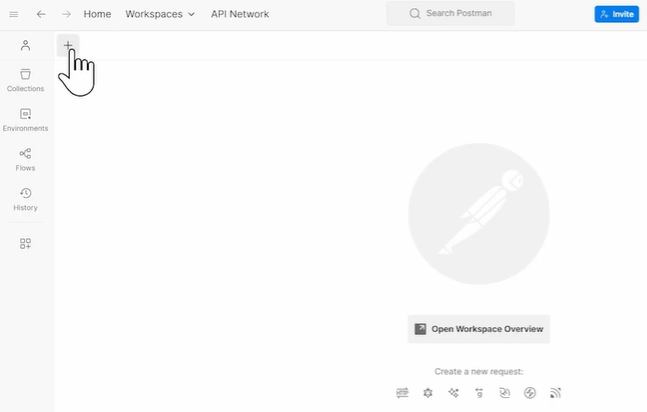 Home
Workspaces
API Network
Search Postman
Invite
Collections
Environments
Flows
History
Open Workspace Overview
Create a new request: